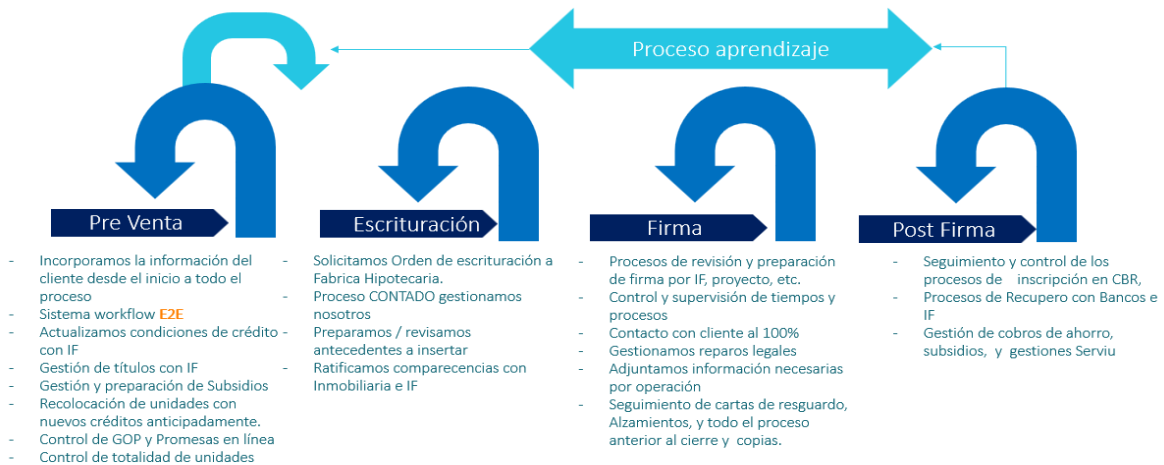 Proceso aprendizaje
Pre Venta
- Incorporamos la información del
cliente desde el inicio a todo el
proceso
- Sistema workflow E2E
- Actualizamos condiciones de crédito
con IF
- Gestión de títulos con IF
- Gestión y preparación de Subsidios
- Recolocación de unidades con
nuevos créditos anticipadamente.
- Control de GOP y Promesas en línea
- Control de totalidad de unidades
Escrituración
- Solicitamos Orden de escrituración a
Fabrica Hipotecaria.
- Proceso CONTADO gestionamos
nosotros
- Preparamos / revisamos
antecedentes a insertar
- Ratificamos comparecencias con
Inmobiliaria e IF
Firma
- Procesos de revisión y preparación
de firma por IF, proyecto, etc.
- Control y supervisión de tiempos y
procesos
- Contacto con cliente al 100%
- Gestionamos reparos legales
- Adjuntamos información necesarias
por operación
- Seguimiento de cartas de resguardo,
Alzamientos, y todo el proceso
anterior al cierre y copias.
Post Firma
- Seguimiento y control de los
procesos de inscripción en CBR,
- Procesos de Recupero con Bancos e
IF
- Gestión de cobros de ahorro,
subsidios, y gestiones Serviu